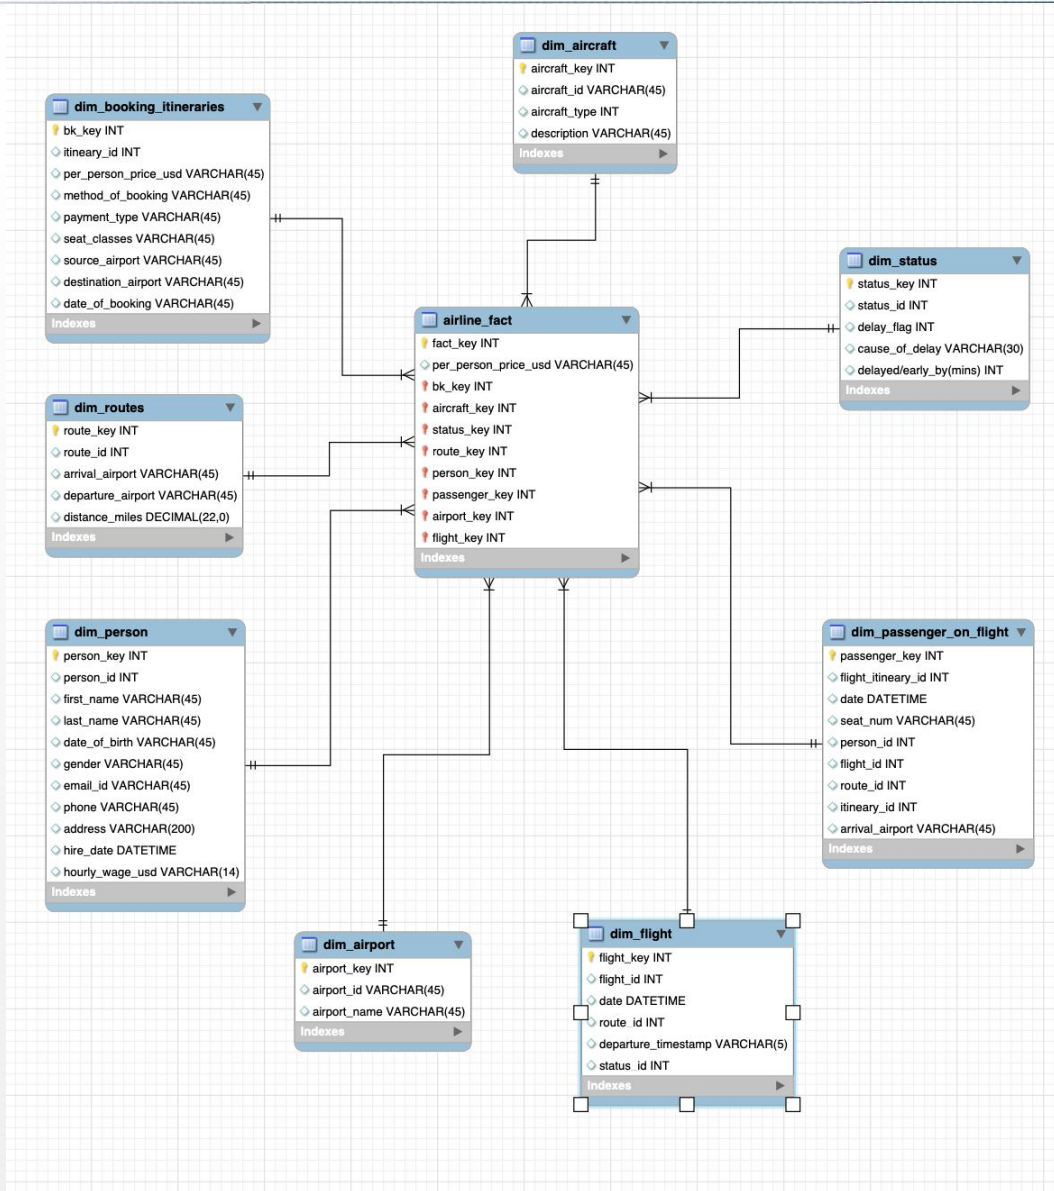 dim_aircraft
aircraft_key INT
aircraft_id VARCHAR(45)
aircraft_type INT
description VARCHAR(45)
Indexes
dim_booking_itineraries
bk_key INT
itineary_id INT
per_person_price_usd VARCHAR(45)
method_of_booking VARCHAR(45)
payment_type VARCHAR(45)
seat_classes VARCHAR(45)
source_airport VARCHAR(45)
destination_airport VARCHAR(45)
date_of_booking VARCHAR(45)
Indexes
dim_status
status_key INT
status_id INT
delay_flag INT
cause_of_delay VARCHAR(30)
delayed/early_by(mins) INT
Indexes
airline_fact
fact_key INT
per_person_price_usd VARCHAR(45)
bk_key INT
aircraft_key INT
status_key INT
route_key INT
person_key INT
passenger_key INT
airport_key INT
flight_key INT
Indexes
dim_routes
route_key INT
route_id INT
arrival_airport VARCHAR(45)
departure_airport VARCHAR(45)
distance_miles DECIMAL(22,0)
Indexes
dim_person
person_key INT
person_id INT
first_name VARCHAR(45)
last_name VARCHAR(45)
date_of_birth VARCHAR(45)
gender VARCHAR(45)
email_id VARCHAR(45)
phone VARCHAR(45)
address VARCHAR(200)
hire_date DATETIME
hourly_wage_usd VARCHAR(14)
Indexes
dim_passenger_on_flight
passenger_key INT
flight_itineary_id INT
date DATETIME
seat_num VARCHAR(45)
person_id INT
flight_id INT
route_id INT
itineary_id INT
arrival_airport VARCHAR(45)
Indexes
dim_airport
airport_key INT
airport_id VARCHAR(45)
airport_name VARCHAR(45)
Indexes
dim_flight
flight_key INT
flight_id INT
date DATETIME
route_id INT
departure_timestamp VARCHAR(5)
status_id INT
Indexes